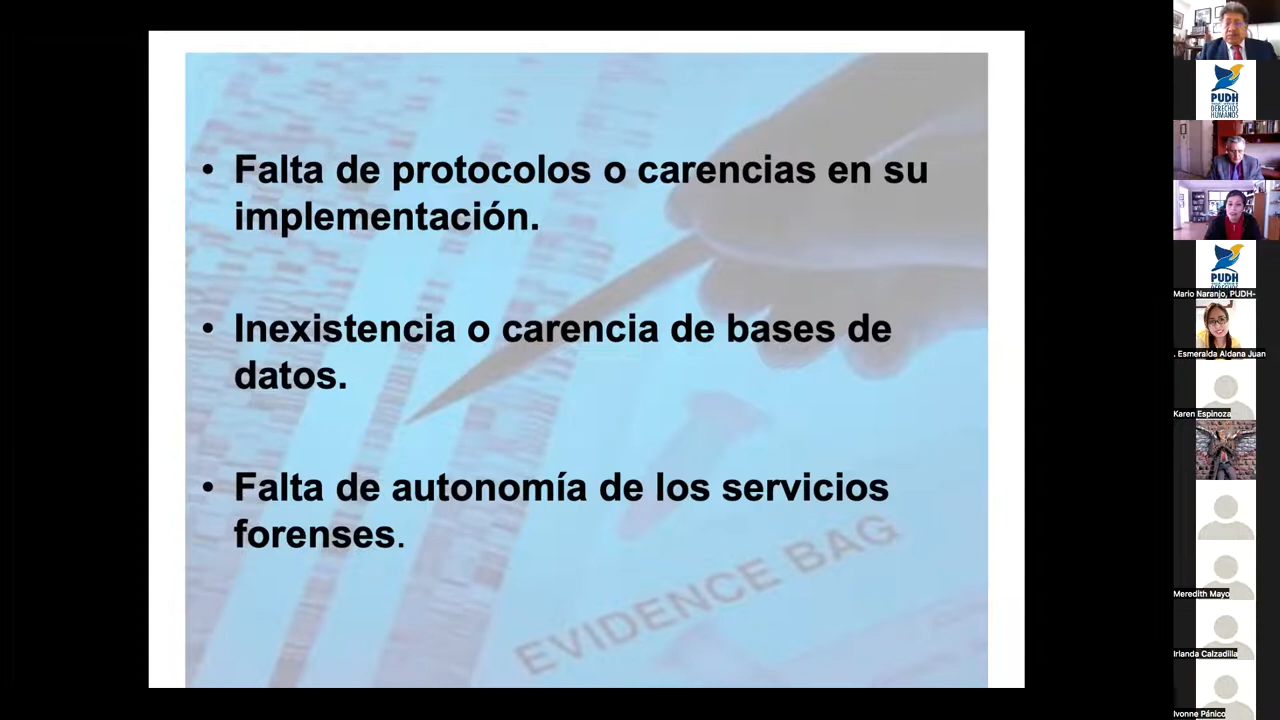 • Falta de protocolos o carencias en su
implementación.
• Inexistencia o carencia de bases de
datos.
• Falta de autonomía de los servicios
forenses.
EVIDENCE BAG
PUDH
DERECHOS
HUMANOS
PUDH
Mario Naranjo, PUDH-
. Esmeralda Aldana Juan
Karen Espinoza
Meredith Mayo
Irlanda Calzadilla
Ivonne Pánico